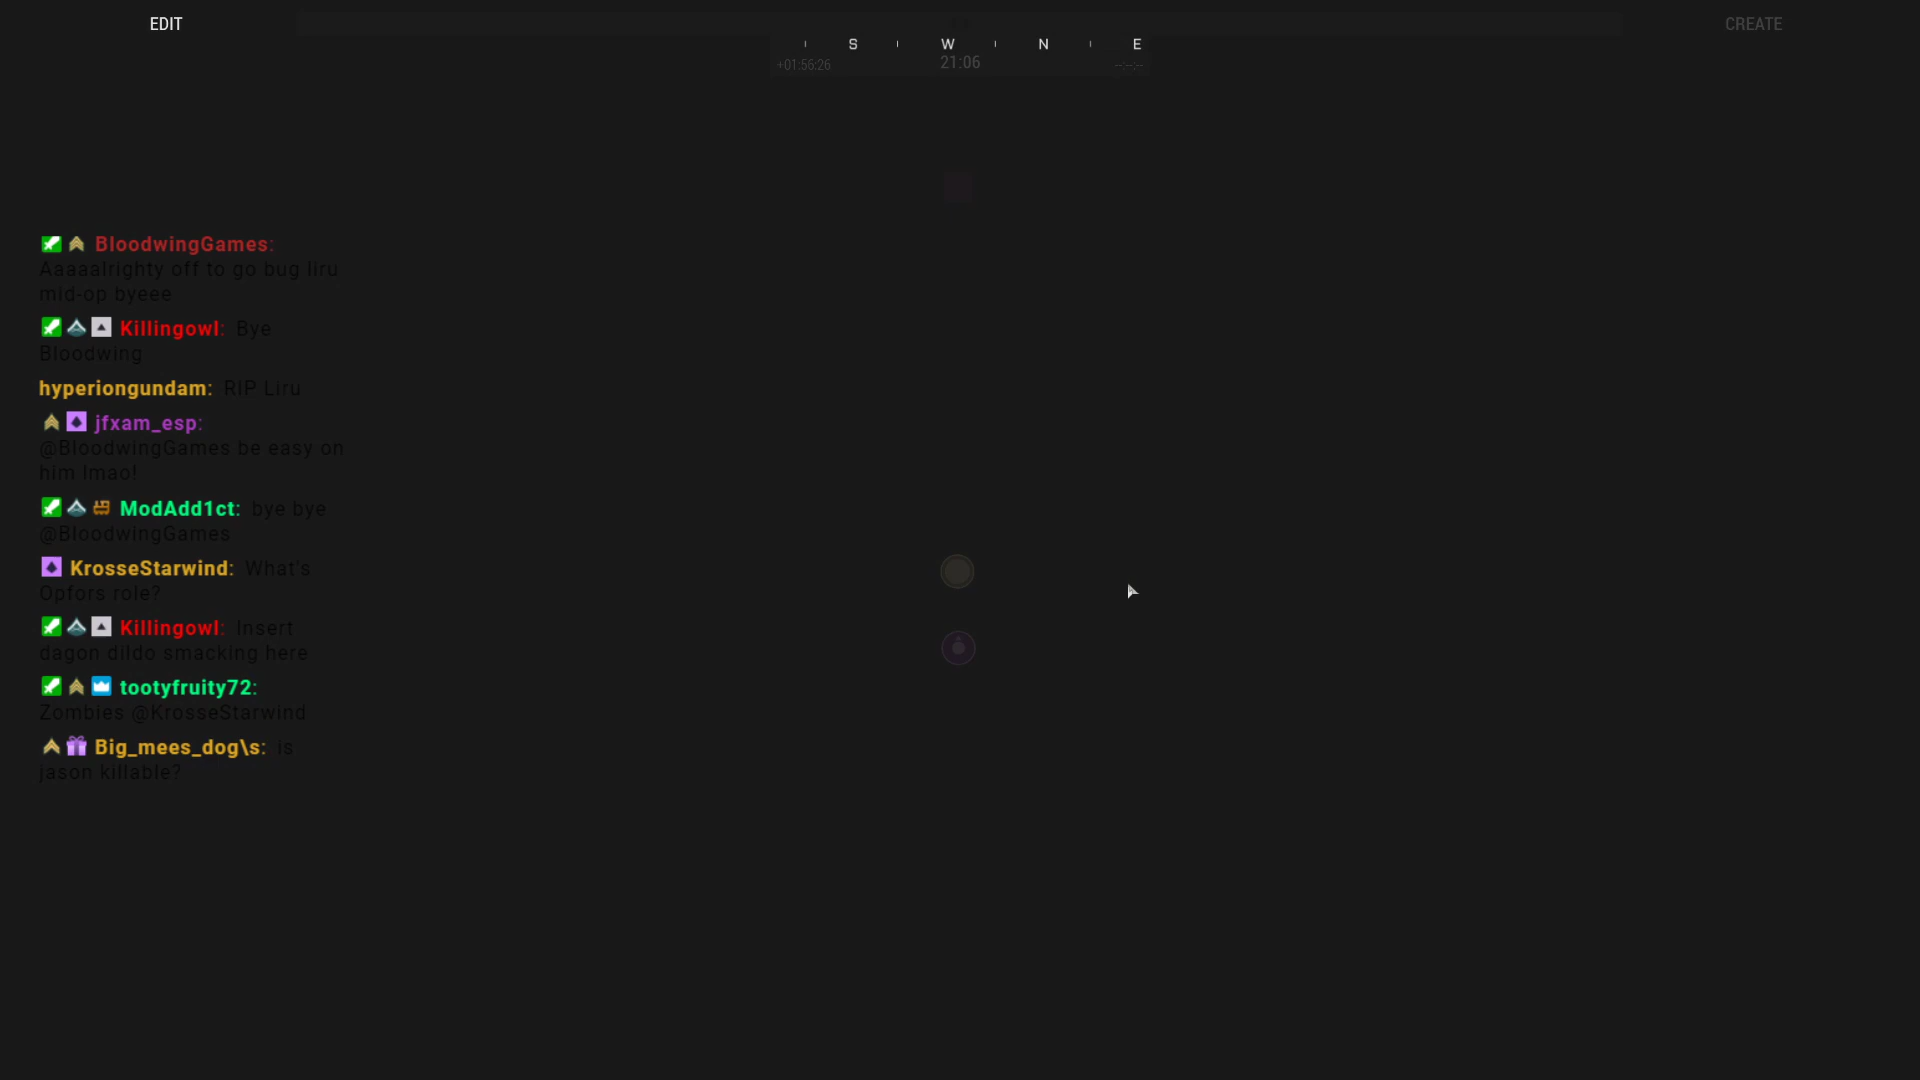 EDIT
CREATE
S W N E
+01:56:26 21:06 --:--:--
BloodwingGames:
Aaaaalrighty off to go bug liru
mid-op byeee
Killingowl: Bye
Bloodwing
hyperiongundam: RIP Liru
jfxam_esp:
@BloodwingGames be easy on
him lmao!
ModAdd1ct: bye bye
@BloodwingGames
KrosseStarwind: What's
Opfors role?
Killingowl: Insert
dagon dildo smacking here
tootyfruity72:
Zombies @KrosseStarwind
Big_mees_dog\s: is
jason killable?